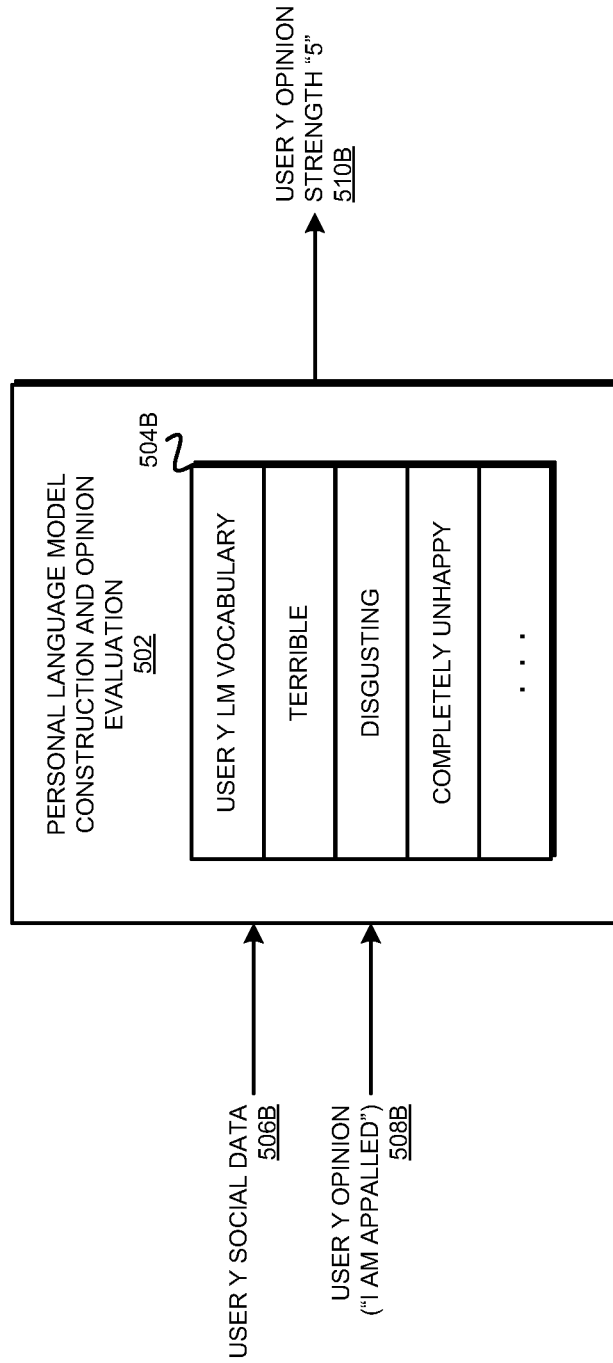 USER Y SOCIAL DATA
506B
USER Y OPINION
("I AM APPALLED")
508B
PERSONAL LANGUAGE MODEL
CONSTRUCTION AND OPINION
EVALUATION
502
504B
USER Y LM VOCABULARY
TERRIBLE
DISGUSTING
COMPLETELY UNHAPPY
. . .
USER Y OPINION
STRENGTH “5”
510B